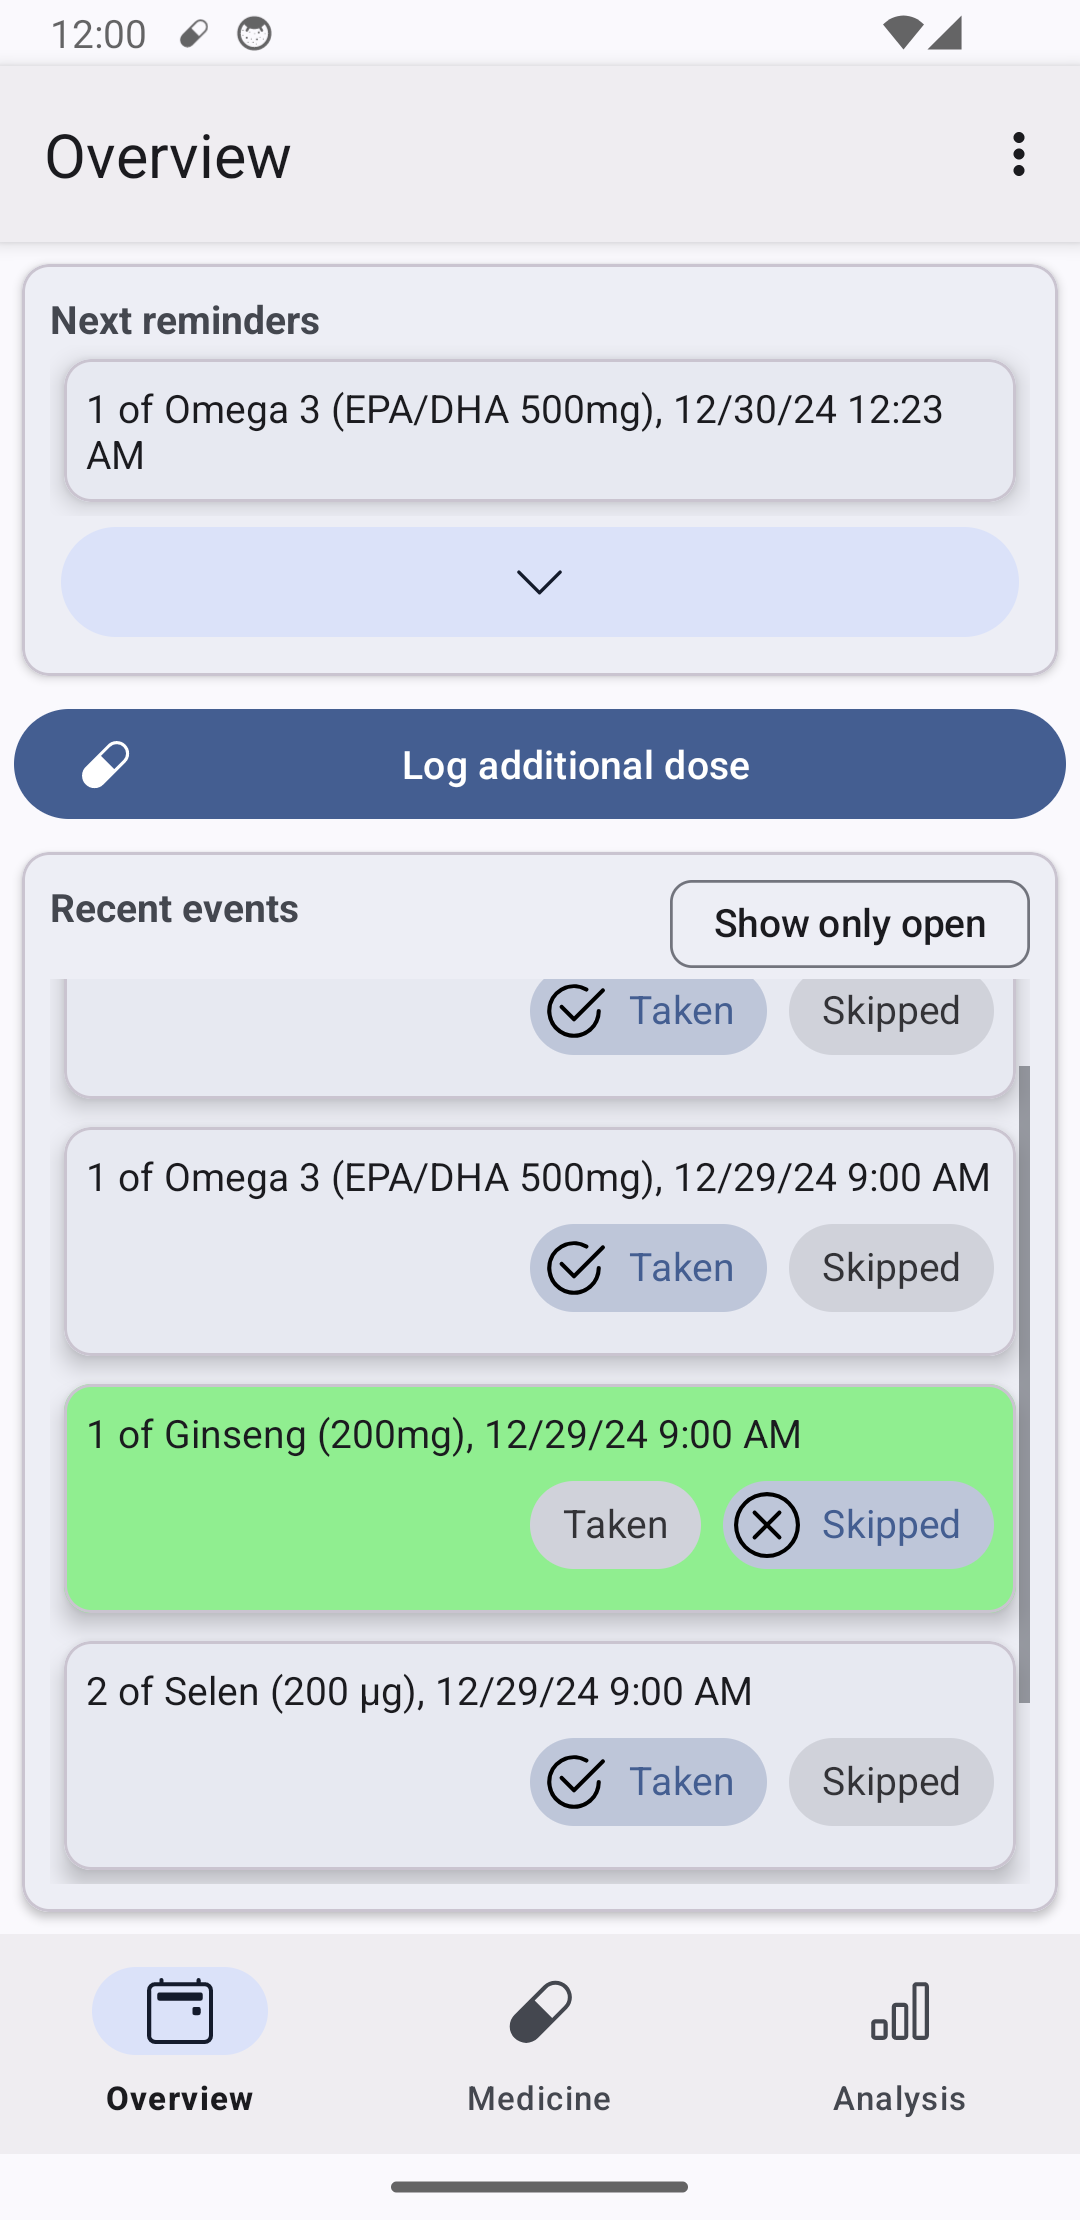 12:00
Overview
Next reminders
1 of Omega 3 (EPA/DHA 500mg), 12/30/24 12:23
AM
Log additional dose
Recent events
Show only open
Taken
Skipped
1 of Omega 3 (EPA/DHA 500mg), 12/29/24 9:00 AM
Taken
Skipped
1 of Ginseng (200mg), 12/29/24 9:00 AM
Taken
Skipped
2 of Selen (200 µg), 12/29/24 9:00 AM
Taken
Skipped
Overview
Medicine
Analysis